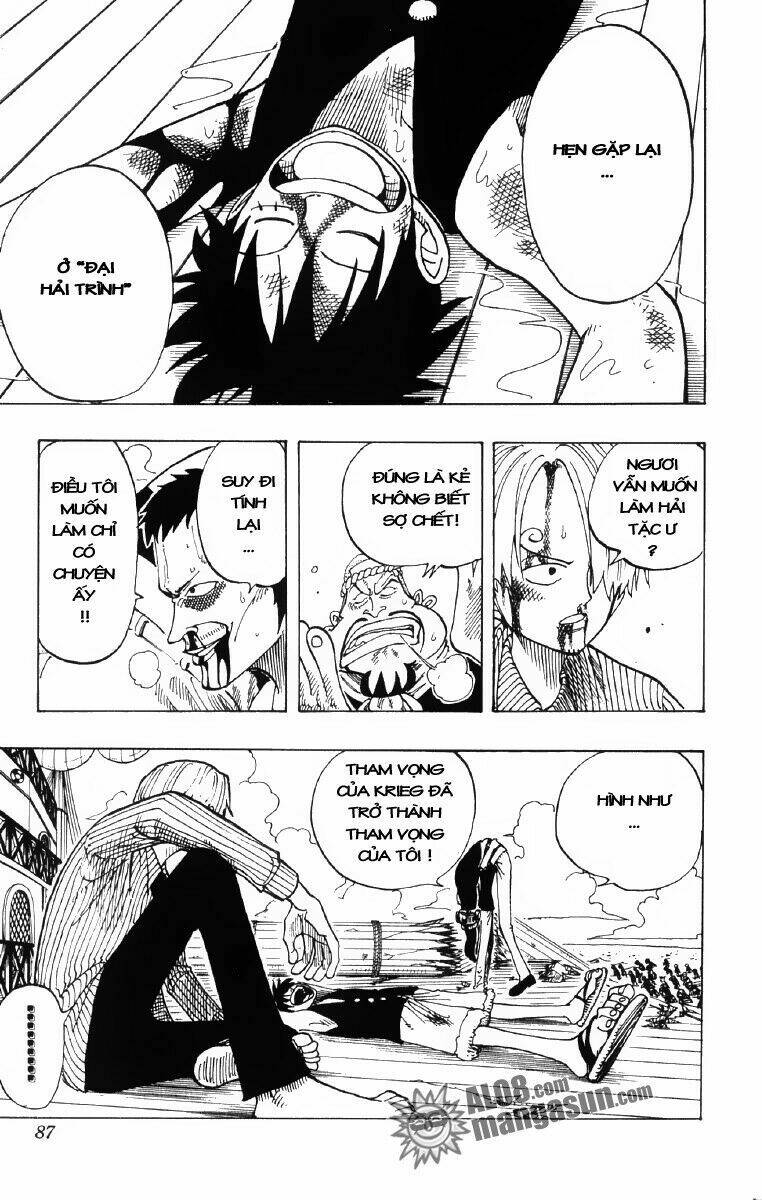 HẸN GẶP LẠI
...
Ở "ĐẠI
HẢI TRÌNH"
NGƯƠI
VẪN MUỐN
LÀM HẢI
TẶC Ư
?
ĐÚNG LÀ KẺ
KHÔNG BIẾT
SỢ CHẾT!
SUY ĐI
TÍNH
LẠI
...
ĐIỀU TÔI
MUỐN
LÀM CHỈ
CÓ
CHUYỆN
ẤY
!!
HÌNH NHƯ
...
THAM VỌNG
CỦA KRIEG ĐÃ
TRỞ THÀNH
THAM VỌNG
CỦA TÔI !
.........
87
ALO8.com
mangasun.com